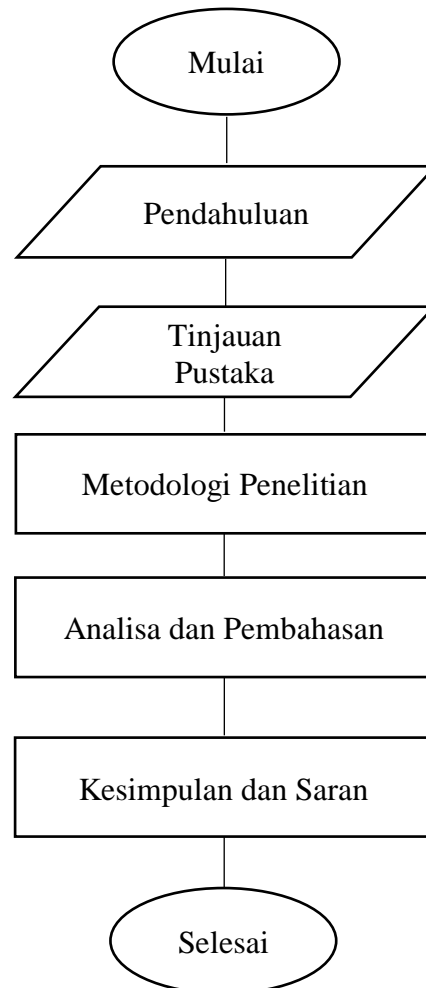 Mulai
Pendahuluan
Tinjauan
Pustaka
Metodologi Penelitian
Analisa dan Pembahasan
Kesimpulan dan Saran
Selesai